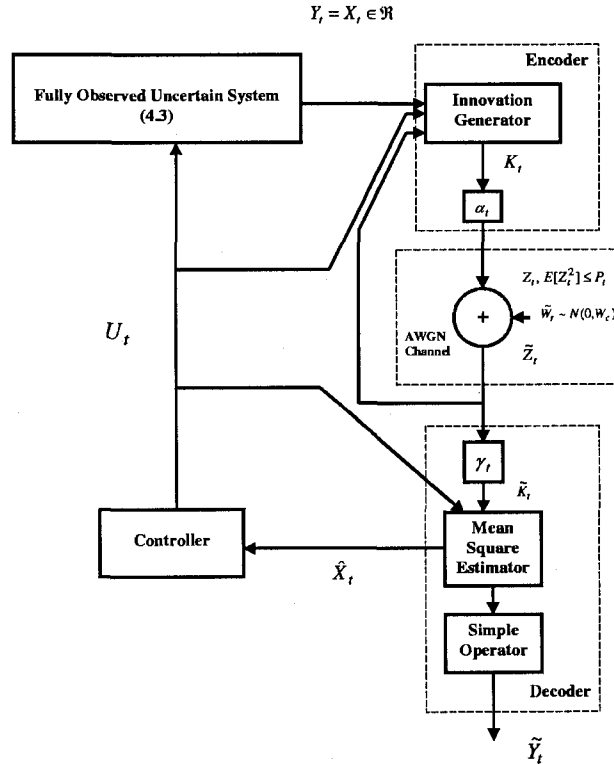 Y_t = X_t ∈ ℜ
Encoder
Fully Observed Uncertain System
(4.3)
Innovation
Generator
K_t
α_t
Z_t, E[Z_t^2] ≤ P_t
+
W̃_t ~ N(0,W_c)
AWGN
Channel
Z̃_t
U_t
γ_t
K̃_t
Controller
Mean
Square
Estimator
X̂_t
Simple
Operator
Decoder
Ỹ_t